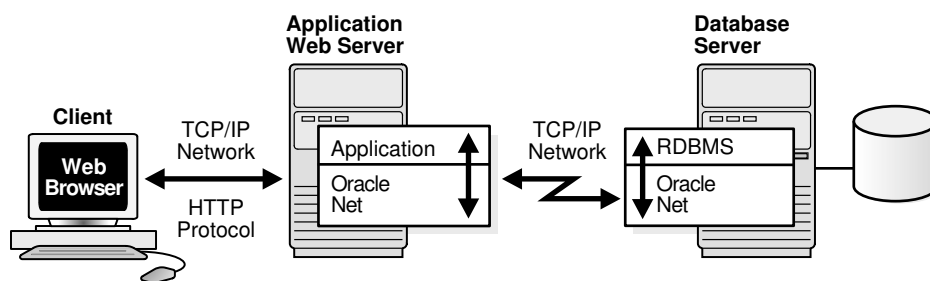 Application
Web Server
Database
Server
Client
TCP/IP
Network
HTTP
Protocol
Web
Browser
Application
Oracle
Net
TCP/IP
Network
RDBMS
Oracle
Net